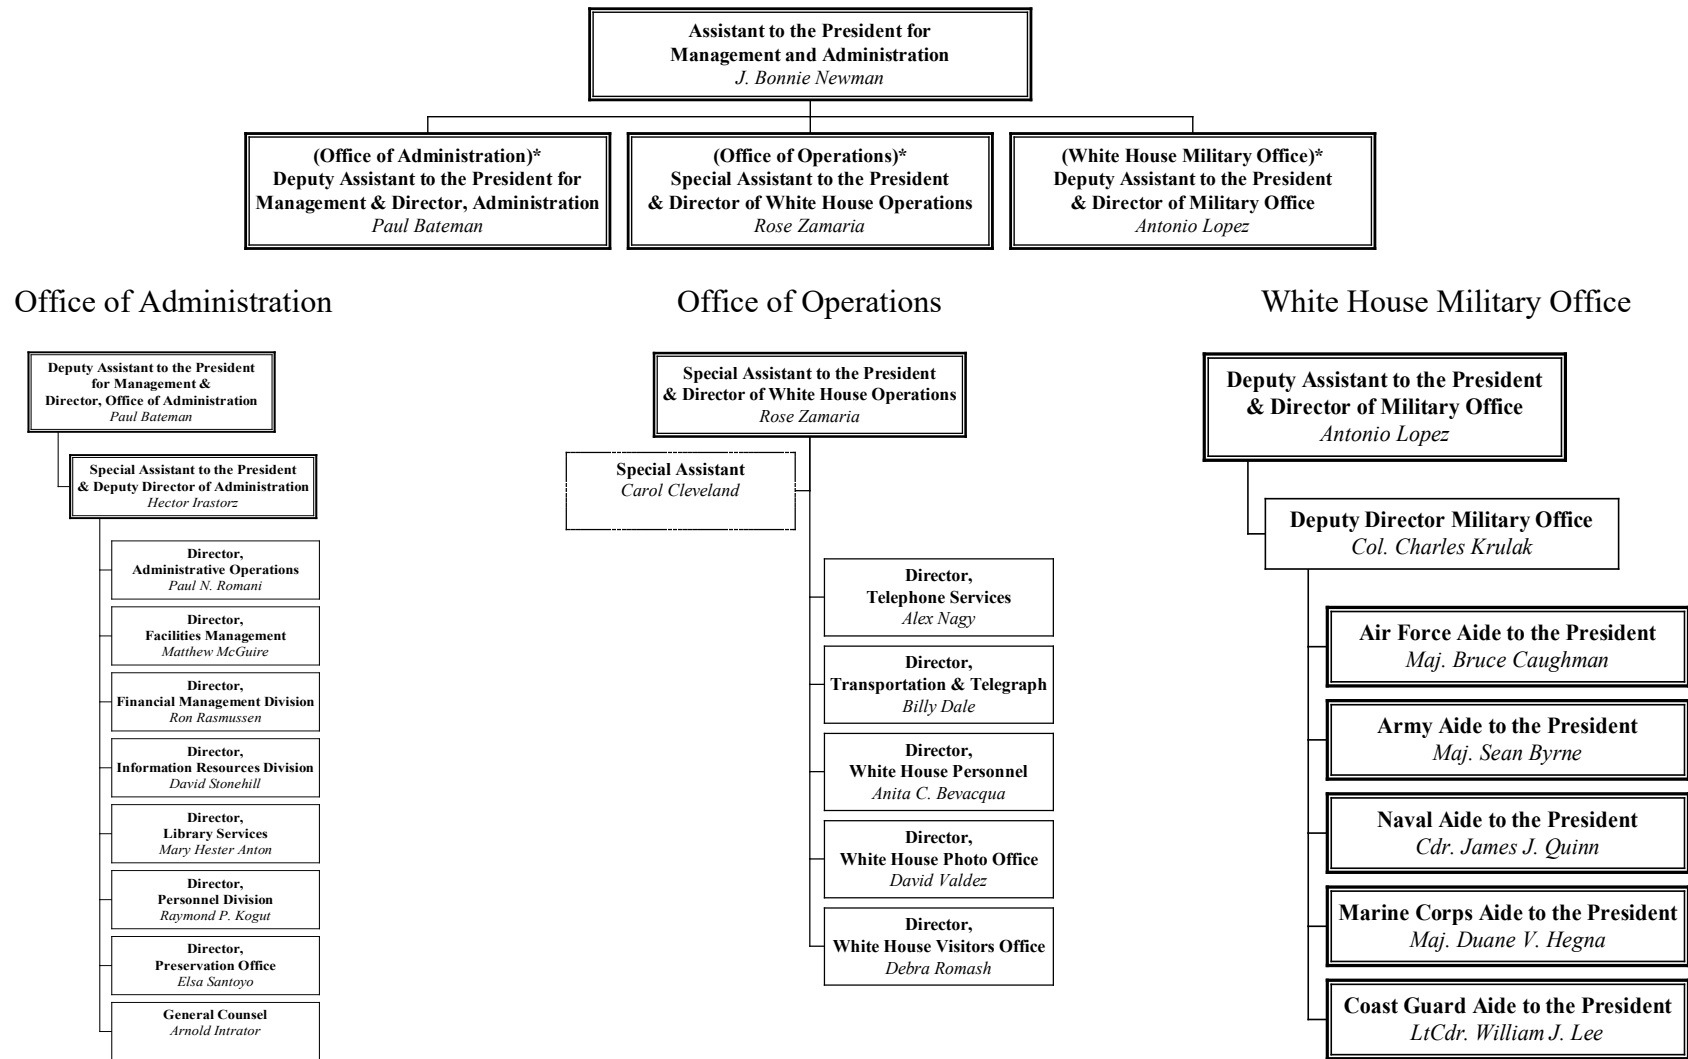 Assistant to the President for
Management and Administration
J. Bonnie Newman
(Office of Administration)*
Deputy Assistant to the President for
Management & Director, Administration
Paul Bateman
(Office of Operations)*
Special Assistant to the President
& Director of White House Operations
Rose Zamaria
(White House Military Office)*
Deputy Assistant to the President
& Director of Military Office
Antonio Lopez
Office of Administration
Deputy Assistant to the President
for Management &
Director, Office of Administration
Paul Bateman
Special Assistant to the President
& Deputy Director of Administration
Hector Irastorz
Director,
Administrative Operations
Paul N. Romani
Director,
Facilities Management
Matthew McGuire
Director,
Financial Management Division
Ron Rasmussen
Director,
Information Resources Division
David Stonehill
Director,
Library Services
Mary Hester Anton
Director,
Personnel Division
Raymond P. Kogut
Director,
Preservation Office
Elsa Santoyo
General Counsel
Arnold Intrator
Office of Operations
Special Assistant to the President
& Director of White House Operations
Rose Zamaria
Special Assistant
Carol Cleveland
Director,
Telephone Services
Alex Nagy
Director,
Transportation & Telegraph
Billy Dale
Director,
White House Personnel
Anita C. Bevacqua
Director,
White House Photo Office
David Valdez
Director,
White House Visitors Office
Debra Romash
White House Military Office
Deputy Assistant to the President
& Director of Military Office
Antonio Lopez
Deputy Director Military Office
Col. Charles Krulak
Air Force Aide to the President
Maj. Bruce Caughman
Army Aide to the President
Maj. Sean Byrne
Naval Aide to the President
Cdr. James J. Quinn
Marine Corps Aide to the President
Maj. Duane V. Hegna
Coast Guard Aide to the President
LtCdr. William J. Lee